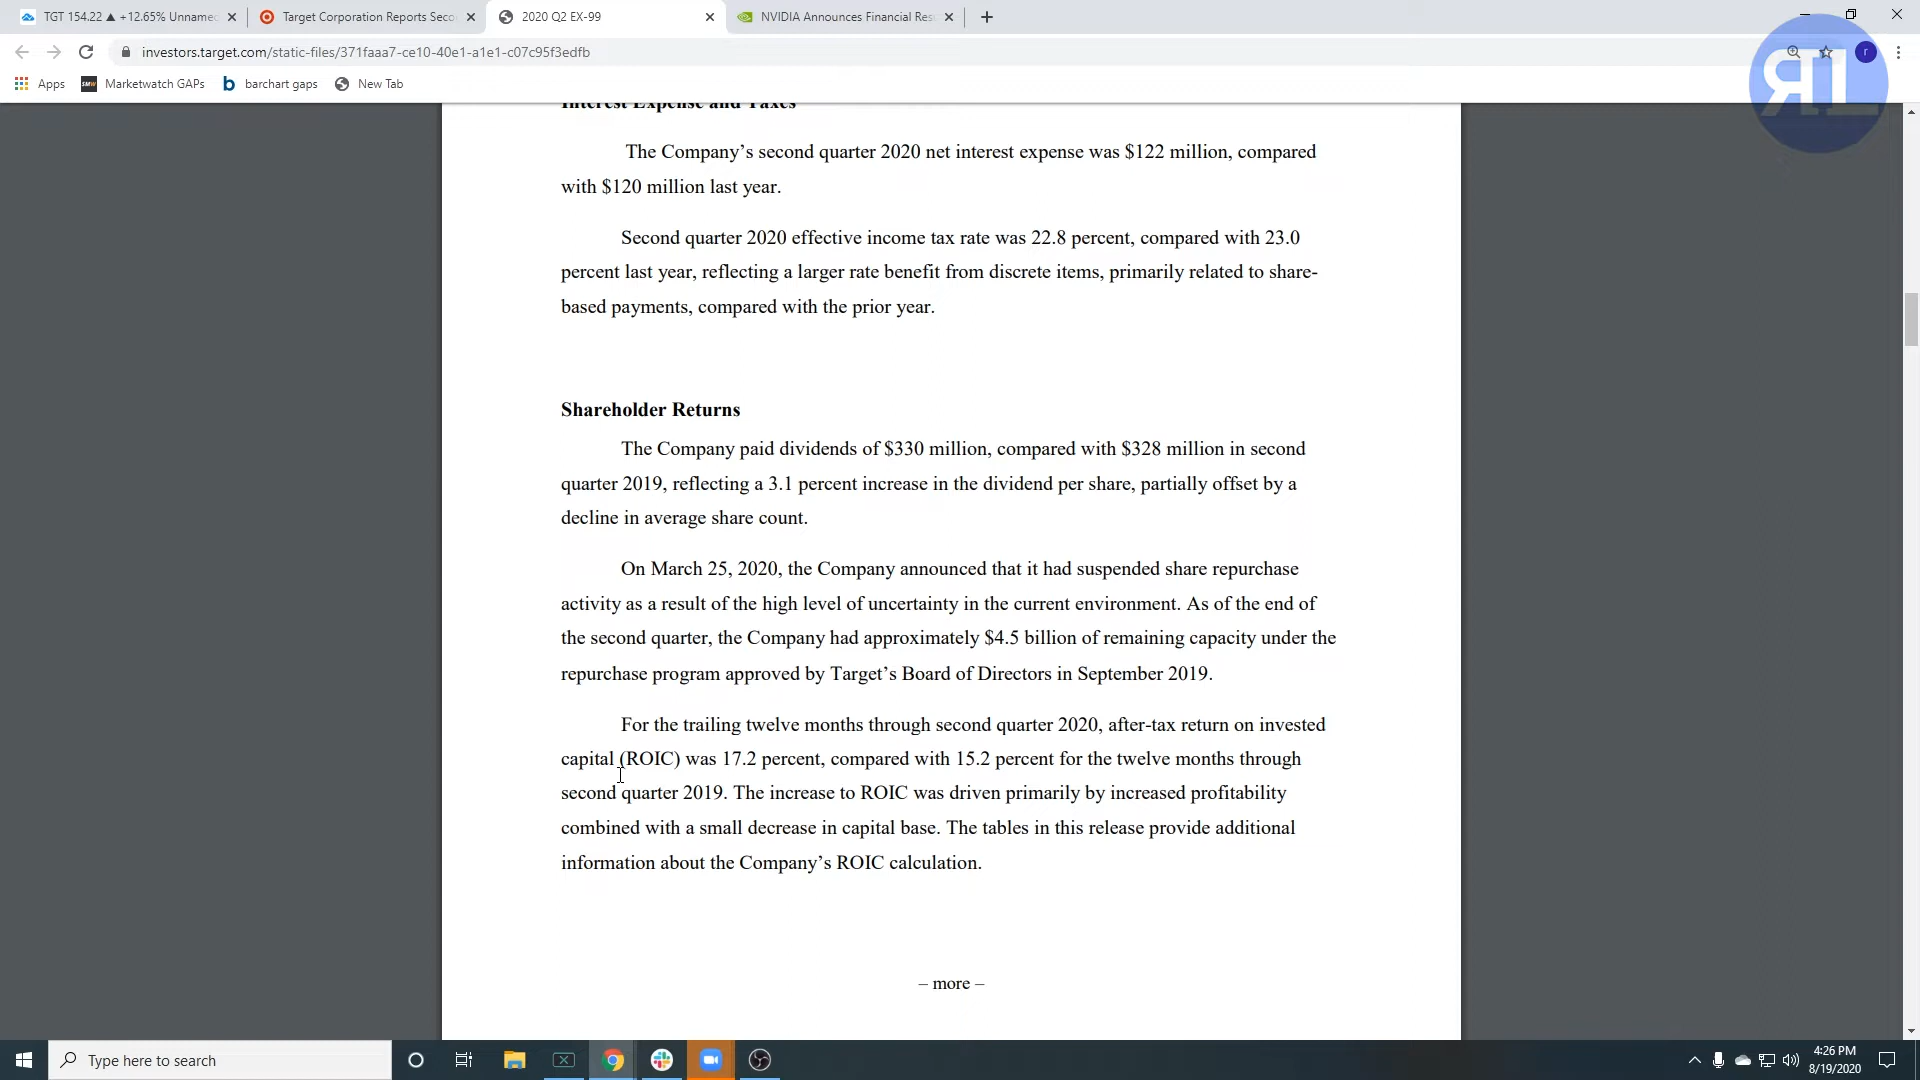 TGT 154.22 ▲ +12.65% Unname
Target Corporation Reports Seco
2020 Q2 EX-99
NVIDIA Announces Financial Res
investors.target.com/static-files/371faaa7-ce10-40e1-a1e1-c07c95f3edfb
r
Apps
SMW
Marketwatch GAPs
b
barchart gaps
New Tab
RTL
Interest Expense and Taxes
The Company’s second quarter 2020 net interest expense was $122 million, compared
with $120 million last year.
Second quarter 2020 effective income tax rate was 22.8 percent, compared with 23.0
percent last year, reflecting a larger rate benefit from discrete items, primarily related to share-
based payments, compared with the prior year.
Shareholder Returns
The Company paid dividends of $330 million, compared with $328 million in second
quarter 2019, reflecting a 3.1 percent increase in the dividend per share, partially offset by a
decline in average share count.
On March 25, 2020, the Company announced that it had suspended share repurchase
activity as a result of the high level of uncertainty in the current environment. As of the end of
the second quarter, the Company had approximately $4.5 billion of remaining capacity under the
repurchase program approved by Target’s Board of Directors in September 2019.
For the trailing twelve months through second quarter 2020, after-tax return on invested
capital (ROIC) was 17.2 percent, compared with 15.2 percent for the twelve months through
second quarter 2019. The increase to ROIC was driven primarily by increased profitability
combined with a small decrease in capital base. The tables in this release provide additional
information about the Company’s ROIC calculation.
– more –
Type here to search
4:26 PM
8/19/2020